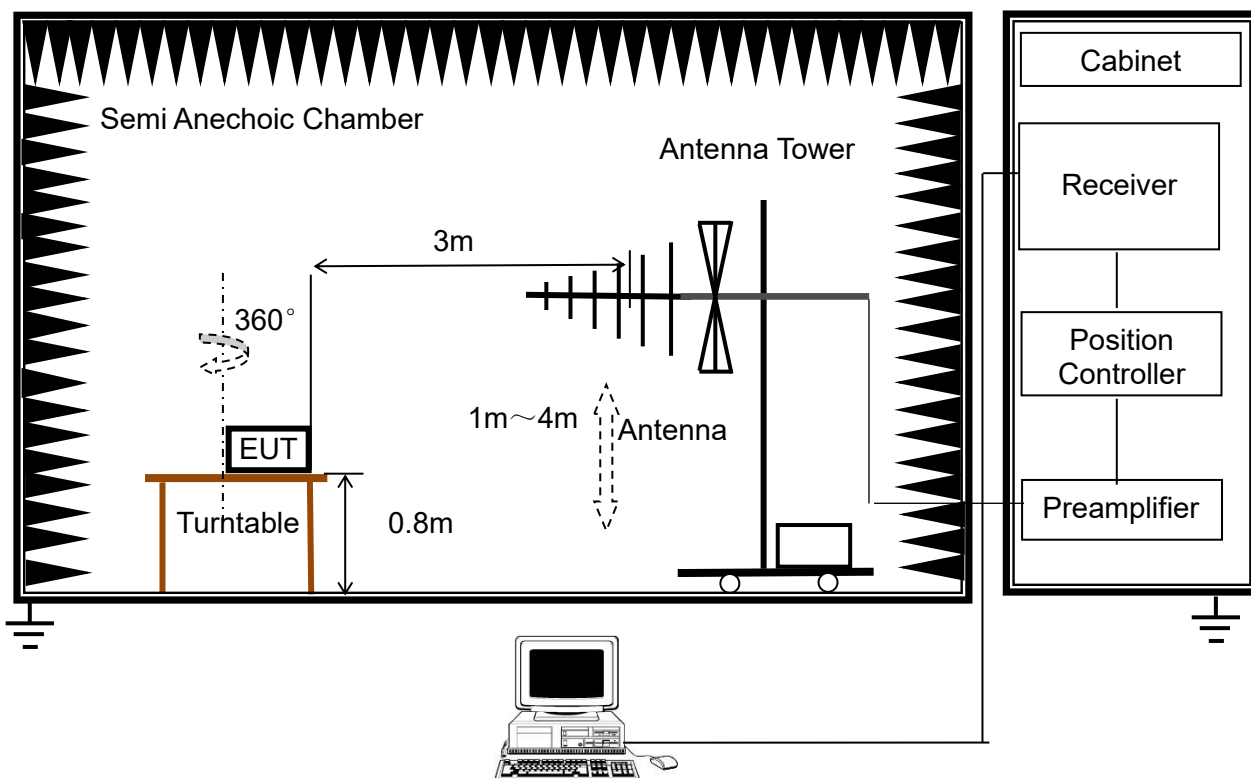 Cabinet
Semi Anechoic Chamber
Antenna Tower
Receiver
3m
360°
Position
Controller
1m～4m
Antenna
EUT
Turntable
0.8m
Preamplifier